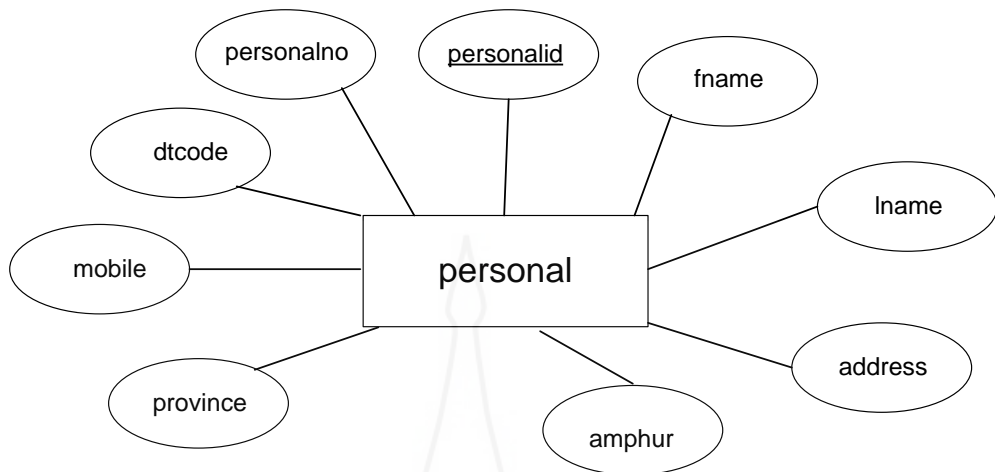 personalno
personalid
fname
dtcode
lname
mobile
personal
address
province
amphur